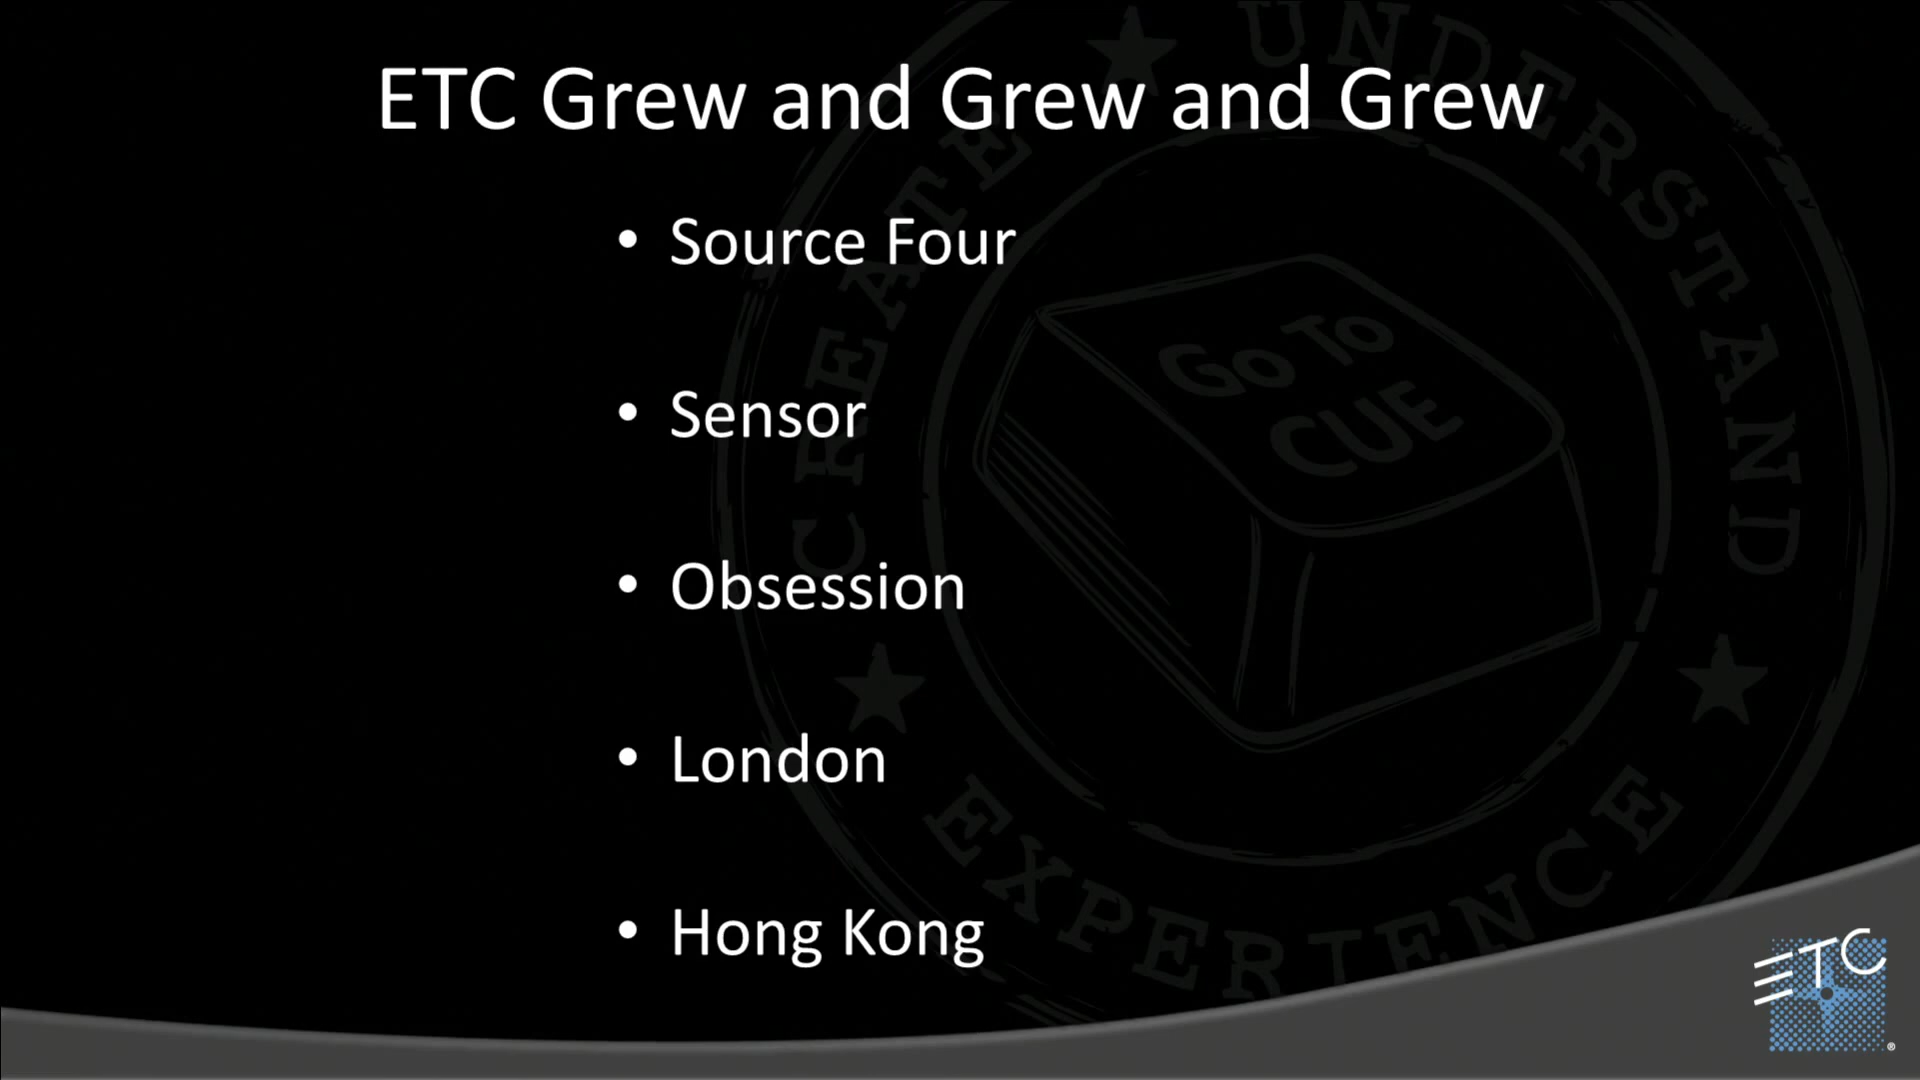 ETC Grew and Grew and Grew
• Source Four
• Sensor
• Obsession
• London
• Hong Kong
CREATE
UNDERSTAND
EXPERIENCE
Go To
CUE
ETC
®